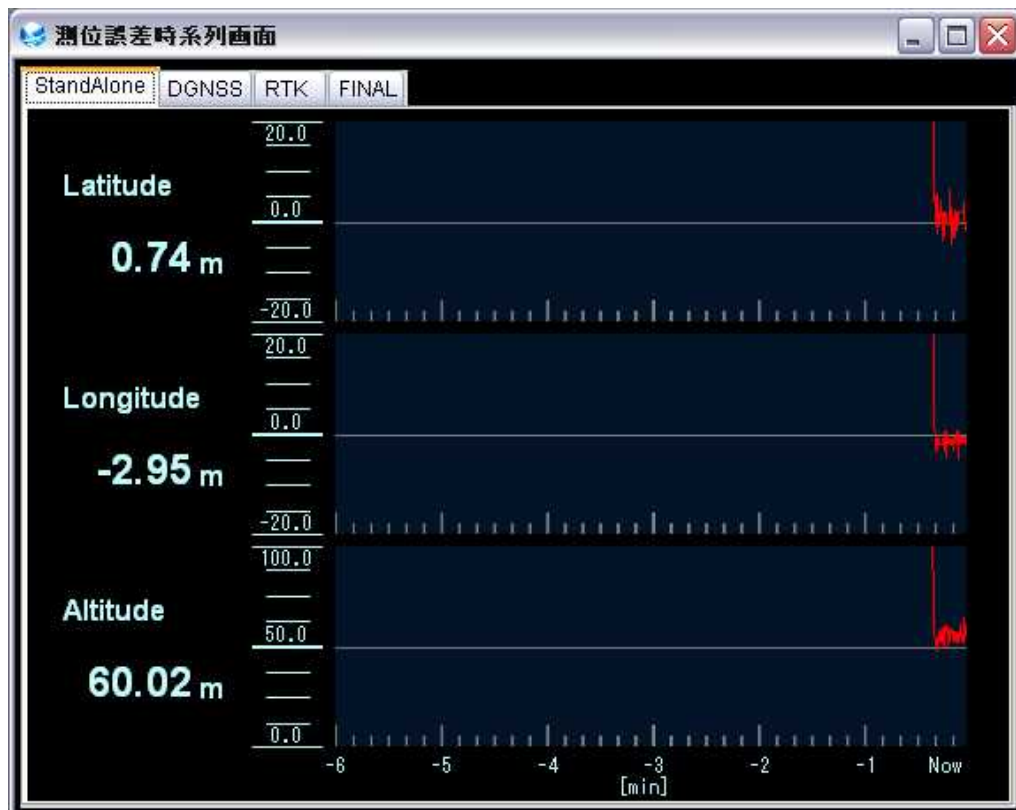 測位誤差時系列画面
StandAlone DGNSS RTK FINAL
20.0
Latitude
0.0
0.74 m
-20.0
20.0
Longitude
0.0
-2.95 m
-20.0
100.0
Altitude
50.0
60.02 m
0.0
-6 -5 -4 -3 -2 -1 Now
[min]